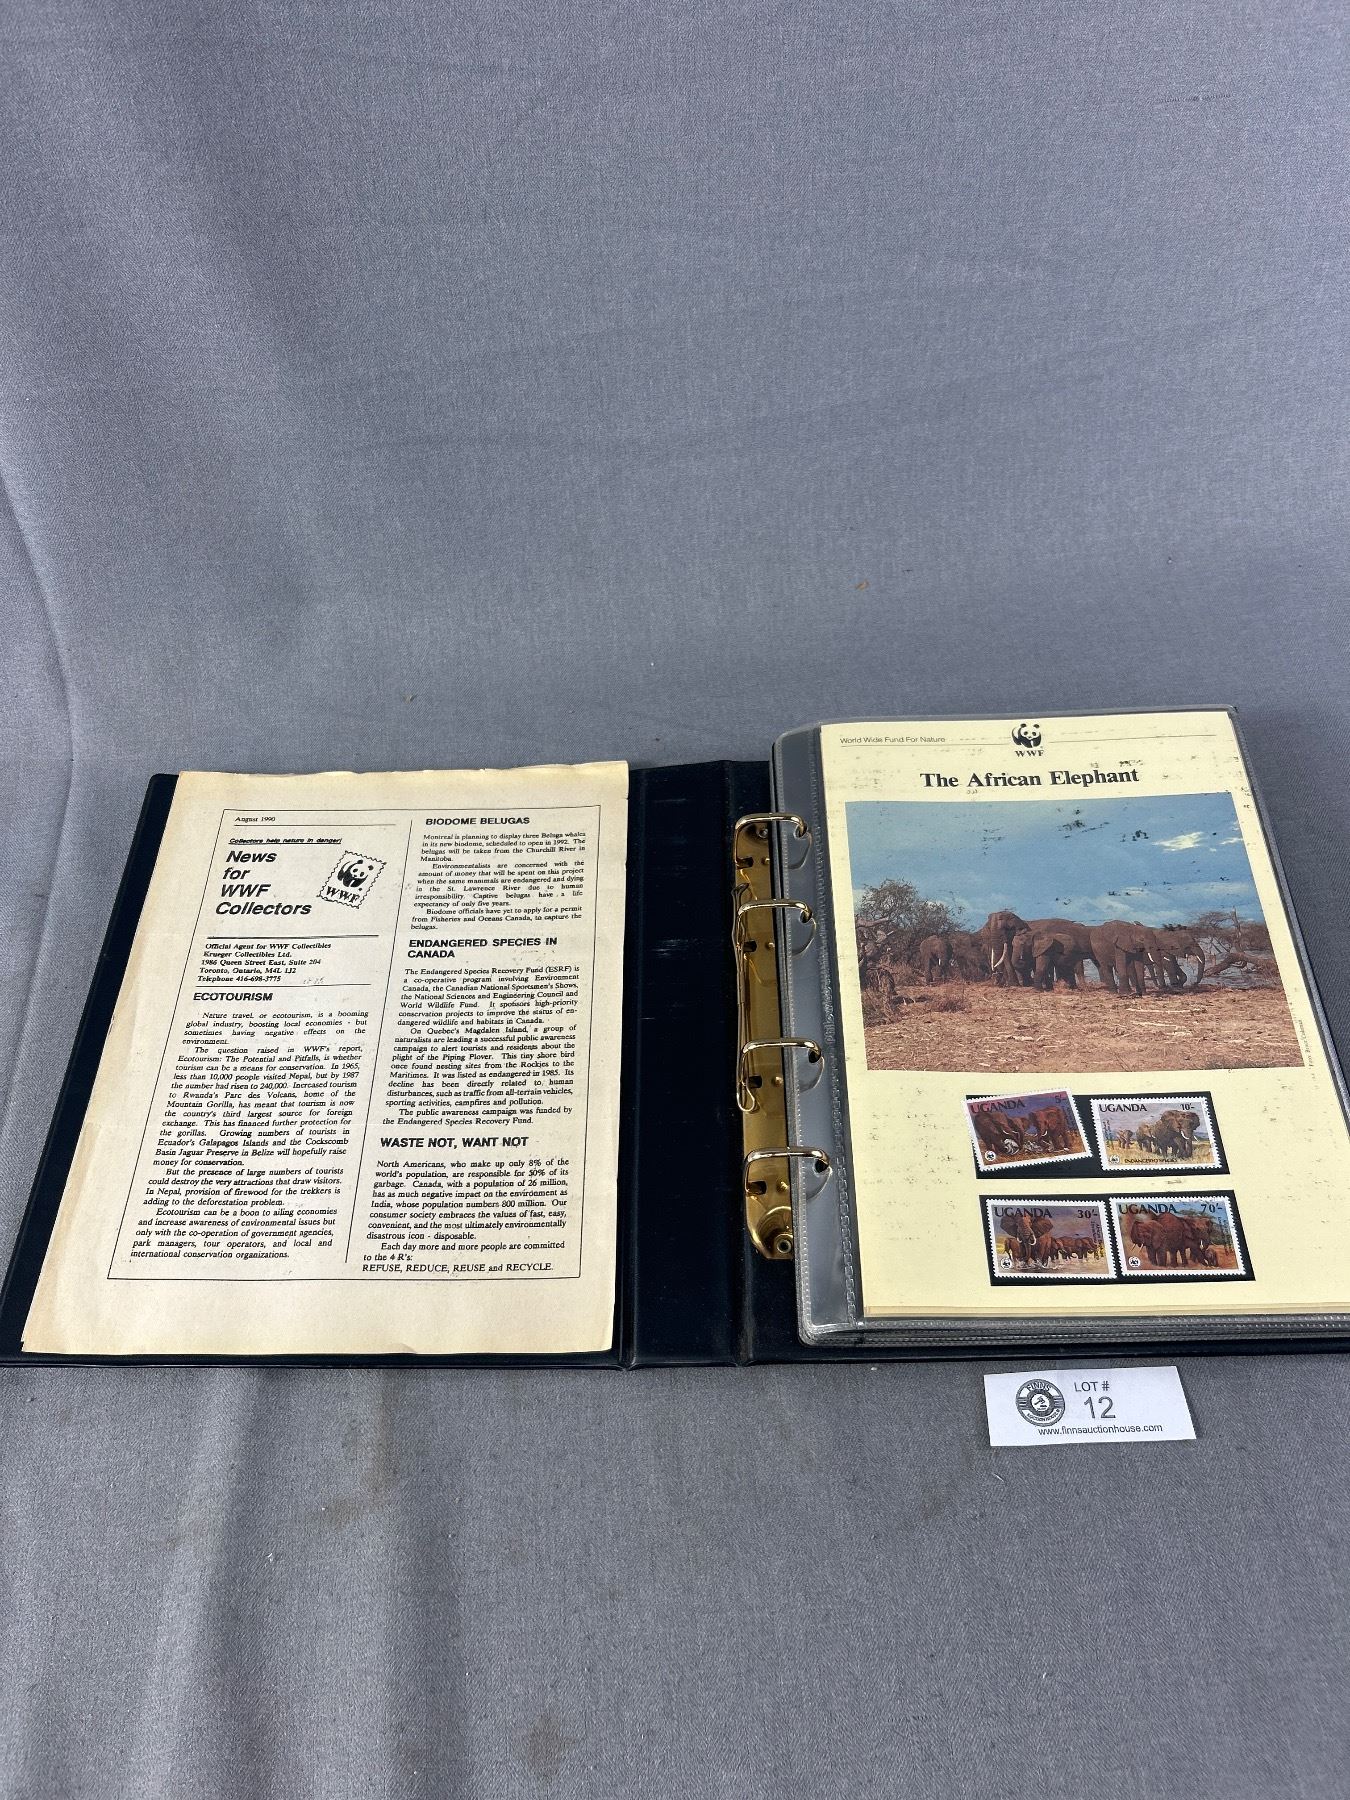 August 1990
Collectors help nature in danger!
News
for
WWF
Collectors
WWF
Official Agent for WWF Collectibles
Krueger Collectibles Ltd.
1986 Queen Street East, Suite 204
Toronto, Ontario, M4L 1J2
Telephone 416-698-3775
ECOTOURISM
Nature travel, or ecotourism, is a booming
global industry, boosting local economies - but
sometimes having negative effects on the
environment.
The question raised in WWF's report,
Ecotourism: The Potential and Pitfalls, is whether
tourism can be a means for conservation. In 1965,
less than 10,000 people visited Nepal, but by 1987
the number had risen to 240,000. Increased tourism
to Rwanda's Parc des Volcans, home of the
Mountain Gorilla, has meant that tourism is now
the country's third largest source for foreign
exchange. This has financed further protection for
the gorillas. Growing numbers of tourists in
Ecuador's Galapagos Islands and the Cockscomb
Basin Jaguar Preserve in Belize will hopefully raise
money for conservation.
But the presence of large numbers of tourists
could destroy the very attractions that draw visitors.
In Nepal, provision of firewood for the trekkers is
adding to the deforestation problem.
Ecotourism can be a boon to ailing economies
and increase awareness of environmental issues but
only with the co-operation of government agencies,
park managers, tour operators, and local and
international conservation organizations.
BIODOME BELUGAS
Montreal is planning to display three Beluga whales
in its new biodome, scheduled to open in 1992. The
belugas will be taken from the Churchill River in
Manitoba.
Environmentalists are concerned with the
amount of money that will be spent on this project
when the same mammals are endangered and dying
in the St. Lawrence River due to human
irresponsibility. Captive belugas have a life
expectancy of only five years.
Biodome officials have yet to apply for a permit
from Fisheries and Oceans Canada, to capture the
belugas.
ENDANGERED SPECIES IN
CANADA
The Endangered Species Recovery Fund (ESRF) is
a co-operative program involving Environment
Canada, the Canadian National Sportsmen's Shows,
the National Sciences and Engineering Council and
World Wildlife Fund. It sponsors high-priority
conservation projects to improve the status of en-
dangered wildlife and habitats in Canada.
On Quebec's Magdalen Island, a group of
naturalists are leading a successful public awareness
campaign to alert tourists and residents about the
plight of the Piping Plover. This tiny shore bird
once found nesting sites from the Rockies to the
Maritimes. It was listed as endangered in 1985. Its
decline has been directly related to human
disturbances, such as traffic from all-terrain vehicles,
sporting activities, campfires and pollution.
The public awareness campaign was funded by
the Endangered Species Recovery Fund.
WASTE NOT, WANT NOT
North Americans, who make up only 8% of the
world's population, are responsible for 50% of its
garbage. Canada, with a population of 26 million,
has as much negative impact on the environment as
India, whose population numbers 800 million. Our
consumer society embraces the values of fast, easy,
convenient, and the most ultimately environmentally
disastrous icon - disposable.
Each day more and more people are committed
to the 4 R's:
REFUSE, REDUCE, REUSE and RECYCLE.
World Wide Fund For Nature
WWF
The African Elephant
UGANDA 5/-
UGANDA 10/-
ENDANGERED SPECIES
UGANDA 30/-
UGANDA 70/-
FINNS
AUCTION HOUSE
LOT #
12
www.finnsauctionhouse.com